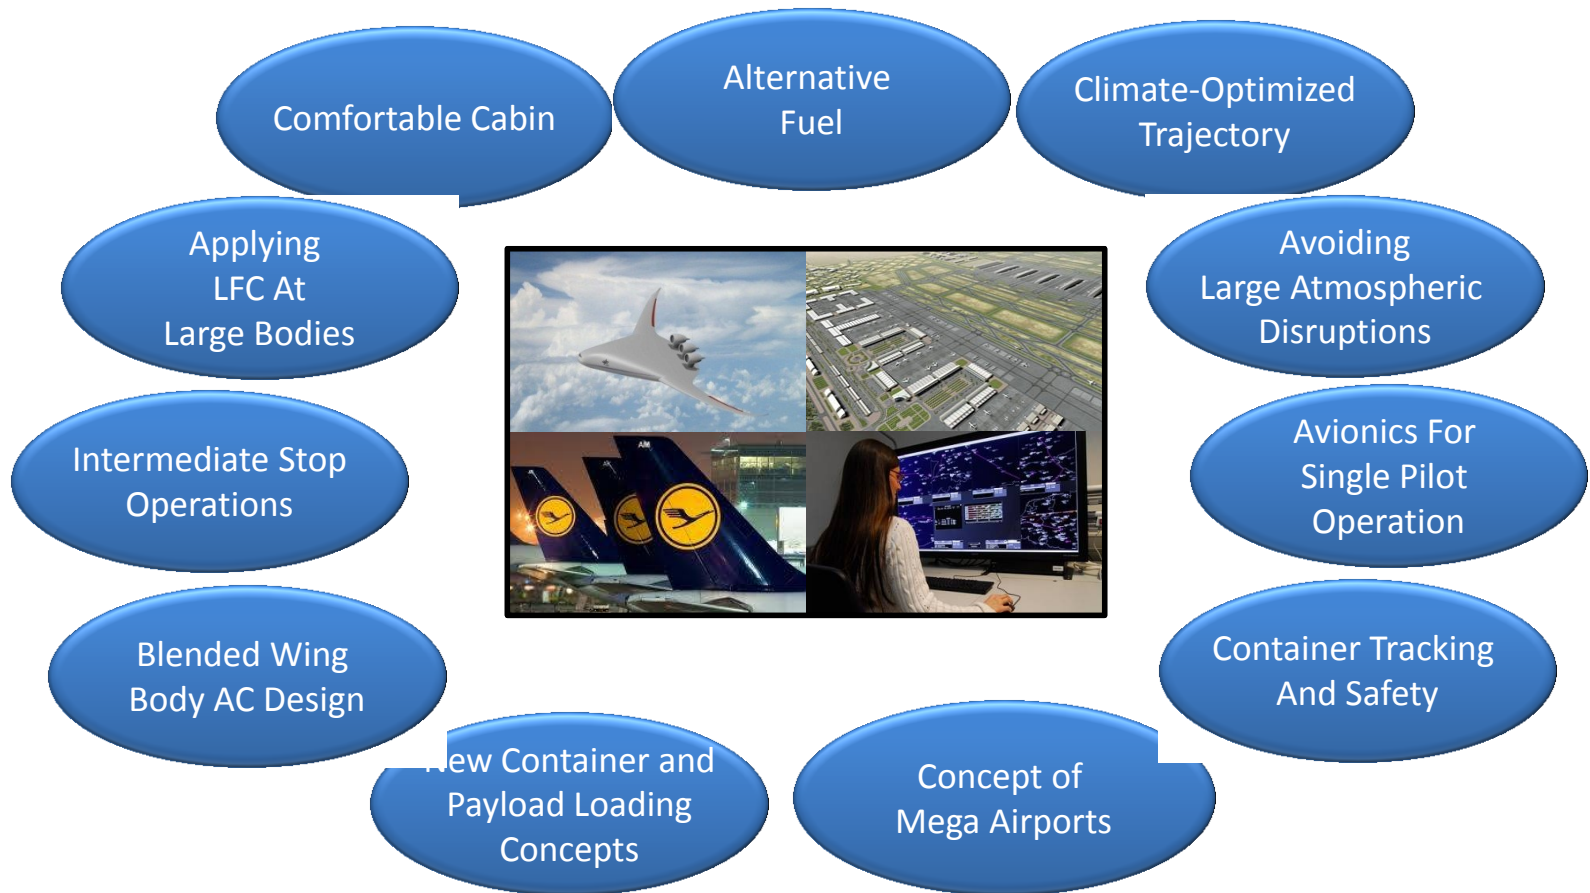 Comfortable Cabin
Alternative
Fuel
Climate-Optimized
Trajectory
Applying
LFC At
Large Bodies
Avoiding
Large Atmospheric
Disruptions
Intermediate Stop
Operations
Avionics For
Single Pilot
Operation
Blended Wing
Body AC Design
Container Tracking
And Safety
New Container and
Payload Loading
Concepts
Concept of
Mega Airports